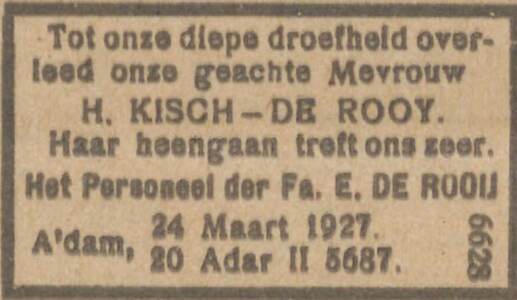 Tot onze diepe droefheid over-
leed onze geachte Mevrouw
H. KISCH – DE ROOY.
Haar heengaan treft ons zeer.
Het Personeel der Fa. E. DE ROOIJ
A'dam, 24 Maart 1927.
20 Adar II 5687.
6628